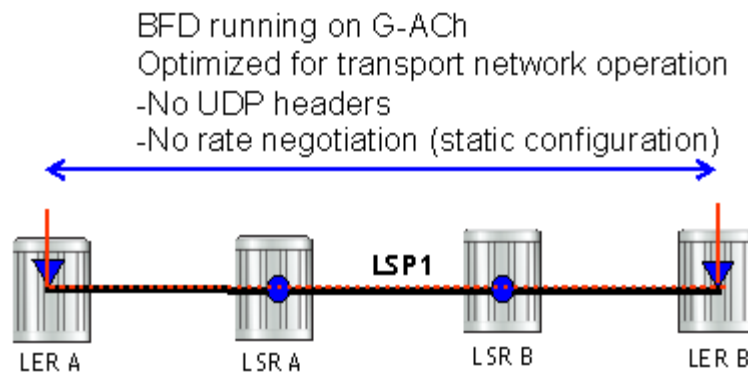 BFD running on G-ACh
Optimized for transport network operation
-No UDP headers
-No rate negotiation (static configuration)
LSP1
LER A
LSR A
LSR B
LER B